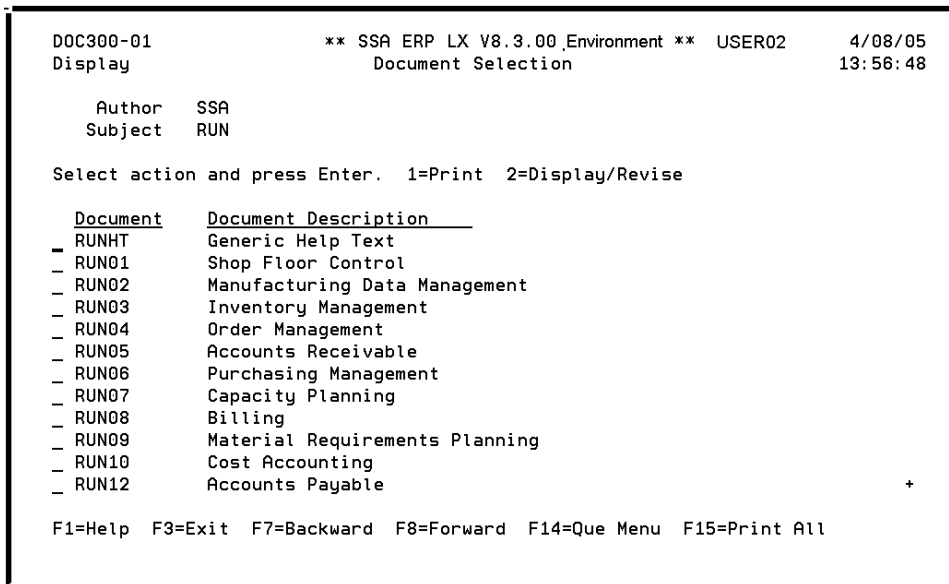 DOC300-01 ** SSA ERP LX V8.3.00 Environment ** USER02 4/08/05
Display Document Selection 13:56:48
Author SSA
Subject RUN
Select action and press Enter. 1=Print 2=Display/Revise
Document Document Description
_ RUNHT Generic Help Text
_ RUN01 Shop Floor Control
_ RUN02 Manufacturing Data Management
_ RUN03 Inventory Management
_ RUN04 Order Management
_ RUN05 Accounts Receivable
_ RUN06 Purchasing Management
_ RUN07 Capacity Planning
_ RUN08 Billing
_ RUN09 Material Requirements Planning
_ RUN10 Cost Accounting
_ RUN12 Accounts Payable +
F1=Help F3=Exit F7=Backward F8=Forward F14=Que Menu F15=Print All